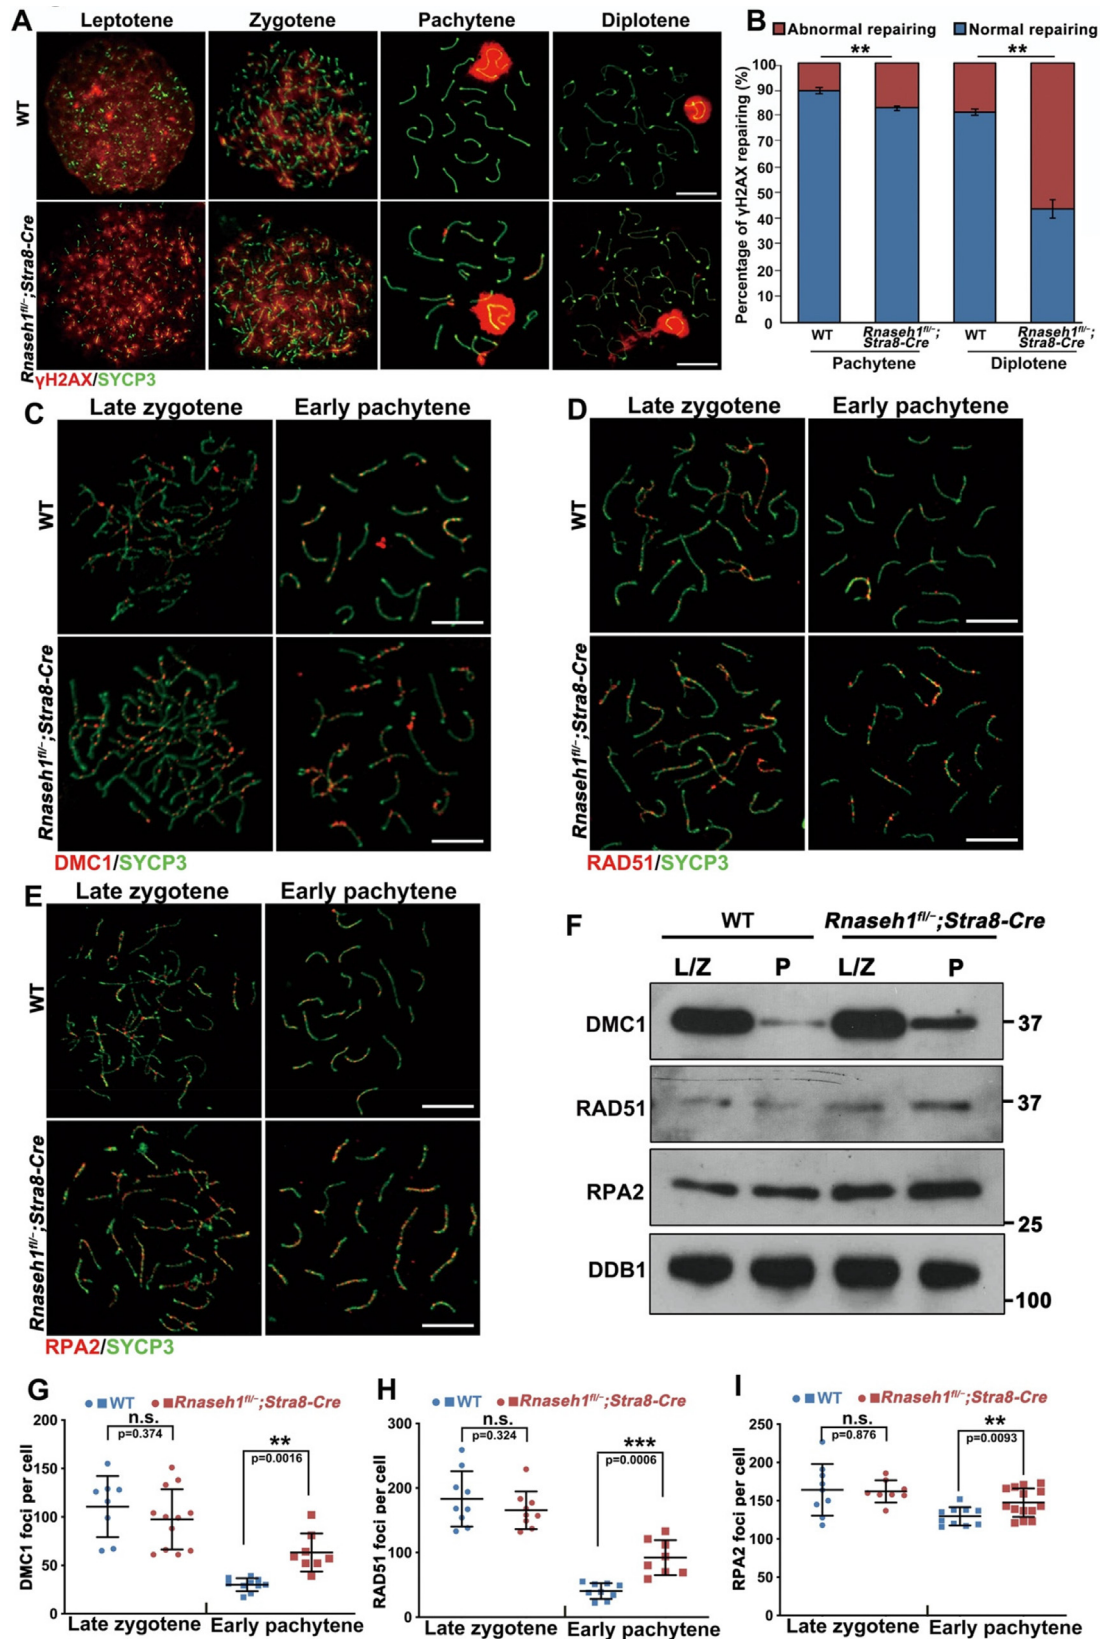 A
Leptotene Zygotene Pachytene Diplotene
WT
Rnaseh1fl/−;Stra8-Cre
γH2AX/SYCP3
B
Abnormal repairing Normal repairing
** **
Percentage of γH2AX repairing (%)
100
90
80
70
60
50
40
30
20
10
0
WT Rnaseh1fl/−; Stra8-Cre WT Rnaseh1fl/−; Stra8-Cre
Pachytene Diplotene
C
Late zygotene Early pachytene
WT
Rnaseh1fl/−;Stra8-Cre
DMC1/SYCP3
D
Late zygotene Early pachytene
WT
Rnaseh1fl/−;Stra8-Cre
RAD51/SYCP3
E
Late zygotene Early pachytene
WT
Rnaseh1fl/−;Stra8-Cre
RPA2/SYCP3
F
WT Rnaseh1fl/−;Stra8-Cre
L/Z P L/Z P
DMC1 37
RAD51 37
RPA2
25
DDB1
100
G
WT Rnaseh1fl/−;Stra8-Cre
n.s.
p=0.374
**
p=0.0016
DMC1 foci per cell
200
150
100
50
0
Late zygotene Early pachytene
H
WT Rnaseh1fl/−;Stra8-Cre
n.s.
p=0.324
***
p=0.0006
RAD51 foci per cell
300
200
100
0
Late zygotene Early pachytene
I
WT Rnaseh1fl/−;Stra8-Cre
n.s.
p=0.876
**
p=0.0093
RPA2 foci per cell
250
200
150
100
50
0
Late zygotene Early pachytene